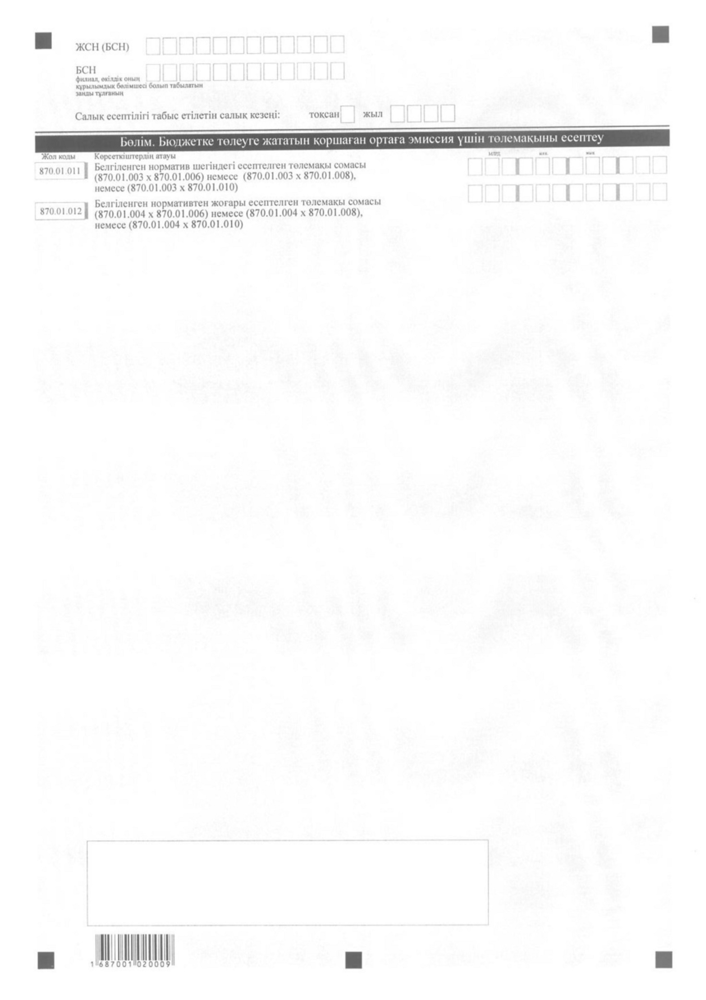 ЖСН (БСН)
БСН
филиал, өкілдік оның
құрылымдық бөлімшесі болып табылатын
заңды тұлғаның
Салық есептілігі табыс етілетін салық кезеңі: тоқсан жыл
Бөлім. Бюджетке төлеуге жататын қоршаған ортаға эмиссия үшін төлемақыны есептеу
Жол коды Көрсеткіштердің атауы МЛРД. млн. мың
870.01.011 Белгіленген норматив шегіндегі есептелген төлемақы сомасы
(870.01.003 х 870.01.006) немесе (870.01.003 х 870.01.008),
немесе (870.01.003 х 870.01.010)
870.01.012 Белгіленген нормативтен жоғары есептелген төлемақы сомасы
(870.01.004 х 870.01.006) немесе (870.01.004 х 870.01.008),
немесе (870.01.004 х 870.01.010)
1 687001 020009